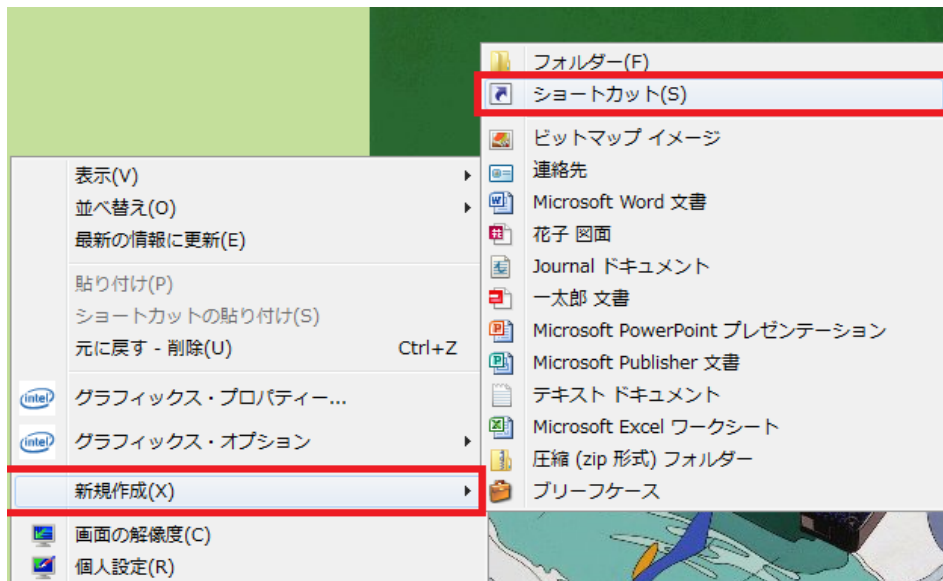 フォルダー(F)
ショートカット(S)
ビットマップ イメージ
連絡先
Microsoft Word 文書
花子 図面
Journal ドキュメント
一太郎 文書
Microsoft PowerPoint プレゼンテーション
Microsoft Publisher 文書
テキスト ドキュメント
Microsoft Excel ワークシート
圧縮 (zip 形式) フォルダー
ブリーフケース
表示(V)
並べ替え(O)
最新の情報に更新(E)
貼り付け(P)
ショートカットの貼り付け(S)
元に戻す - 削除(U) Ctrl+Z
intel グラフィックス・プロパティー...
intel グラフィックス・オプション
新規作成(X)
画面の解像度(C)
個人設定(R)